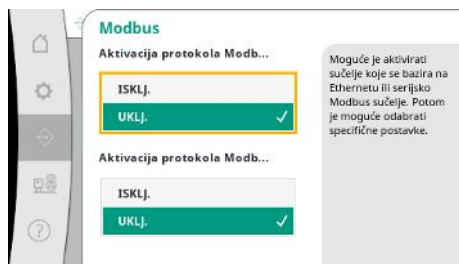 Modbus
Aktivacija protokola Modb...
ISKLJ.
UKLJ.
Aktivacija protokola Modb...
ISKLJ.
UKLJ.
Moguće je aktivirati
sučelje koje se bazira na
Ethernetu ili serijsko
Modbus sučelje. Potom
je moguće odabrati
specifične postavke.